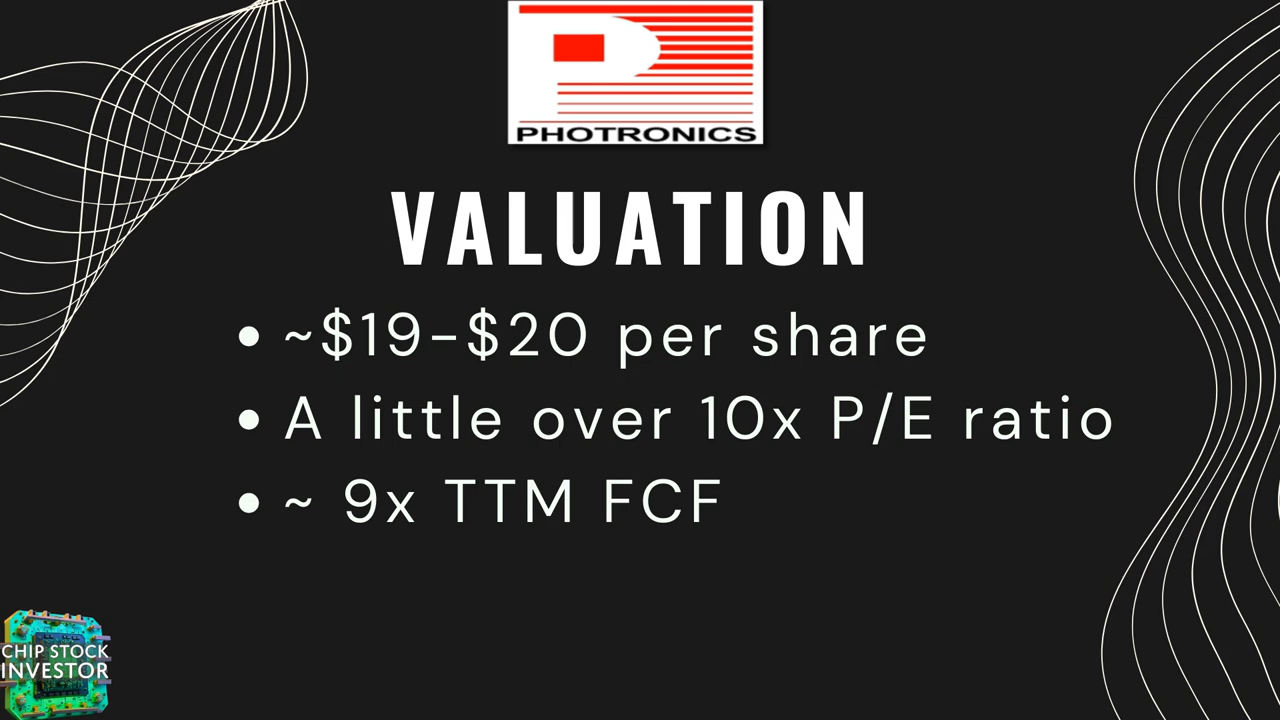 PHOTRONICS
VALUATION
• ~$19–$20 per share
• A little over 10x P/E ratio
• ~ 9x TTM FCF
CHIP STOCK
INVESTOR